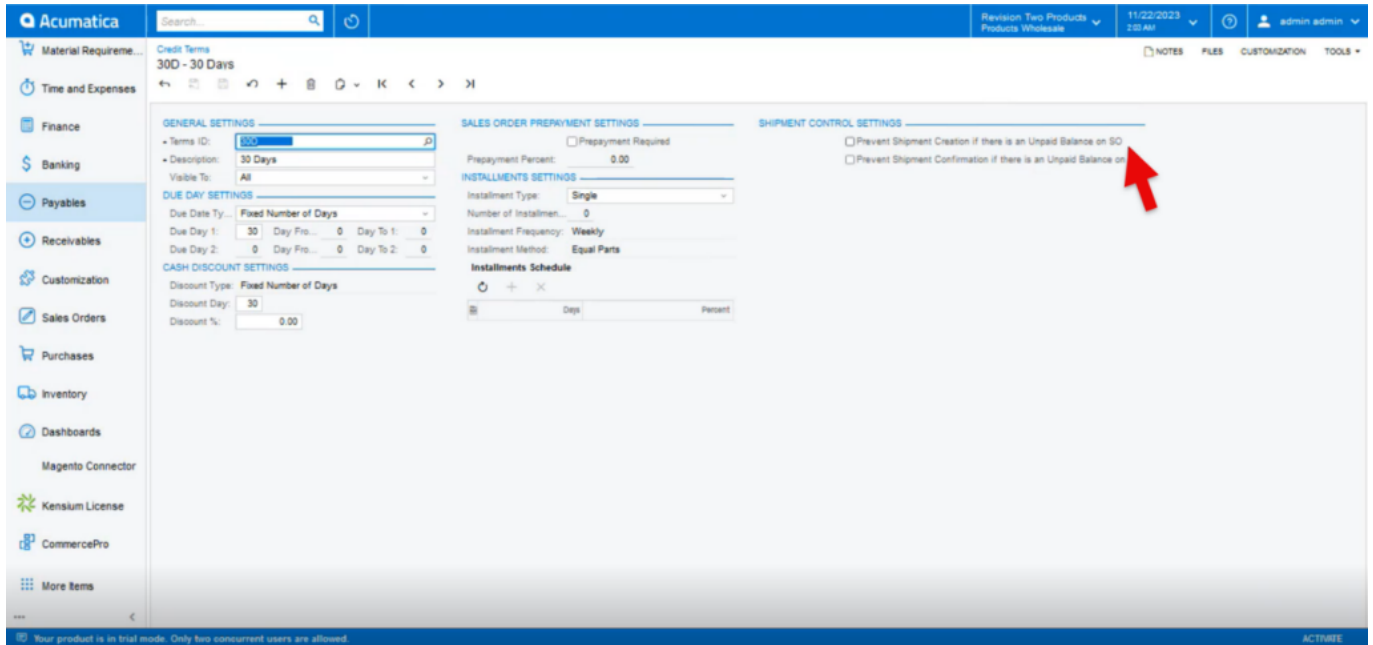 Acumatica
Search...
Revision Two Products
Products Wholesale
11/22/2023
2:03 AM
admin admin
Material Requireme...
Time and Expenses
Finance
Banking
Payables
Receivables
Customization
Sales Orders
Purchases
Inventory
Dashboards
Magento Connector
Kensium License
CommercePro
More Items
Credit Terms
30D - 30 Days
NOTES FILES CUSTOMIZATION TOOLS
GENERAL SETTINGS
Terms ID: 30D
Description: 30 Days
Visible To: All
DUE DAY SETTINGS
Due Date Ty... Fixed Number of Days
Due Day 1: 30 Day Fro... 0 Day To 1: 0
Due Day 2: 0 Day Fro... 0 Day To 2: 0
CASH DISCOUNT SETTINGS
Discount Type: Fixed Number of Days
Discount Day: 30
Discount %: 0.00
SALES ORDER PREPAYMENT SETTINGS
Prepayment Required
Prepayment Percent: 0.00
INSTALLMENTS SETTINGS
Installment Type: Single
Number of Installmen... 0
Installment Frequency: Weekly
Installment Method: Equal Parts
Installments Schedule
Days Percent
SHIPMENT CONTROL SETTINGS
Prevent Shipment Creation if there is an Unpaid Balance on SO
Prevent Shipment Confirmation if there is an Unpaid Balance on
Your product is in trial mode. Only two concurrent users are allowed.
ACTIVATE